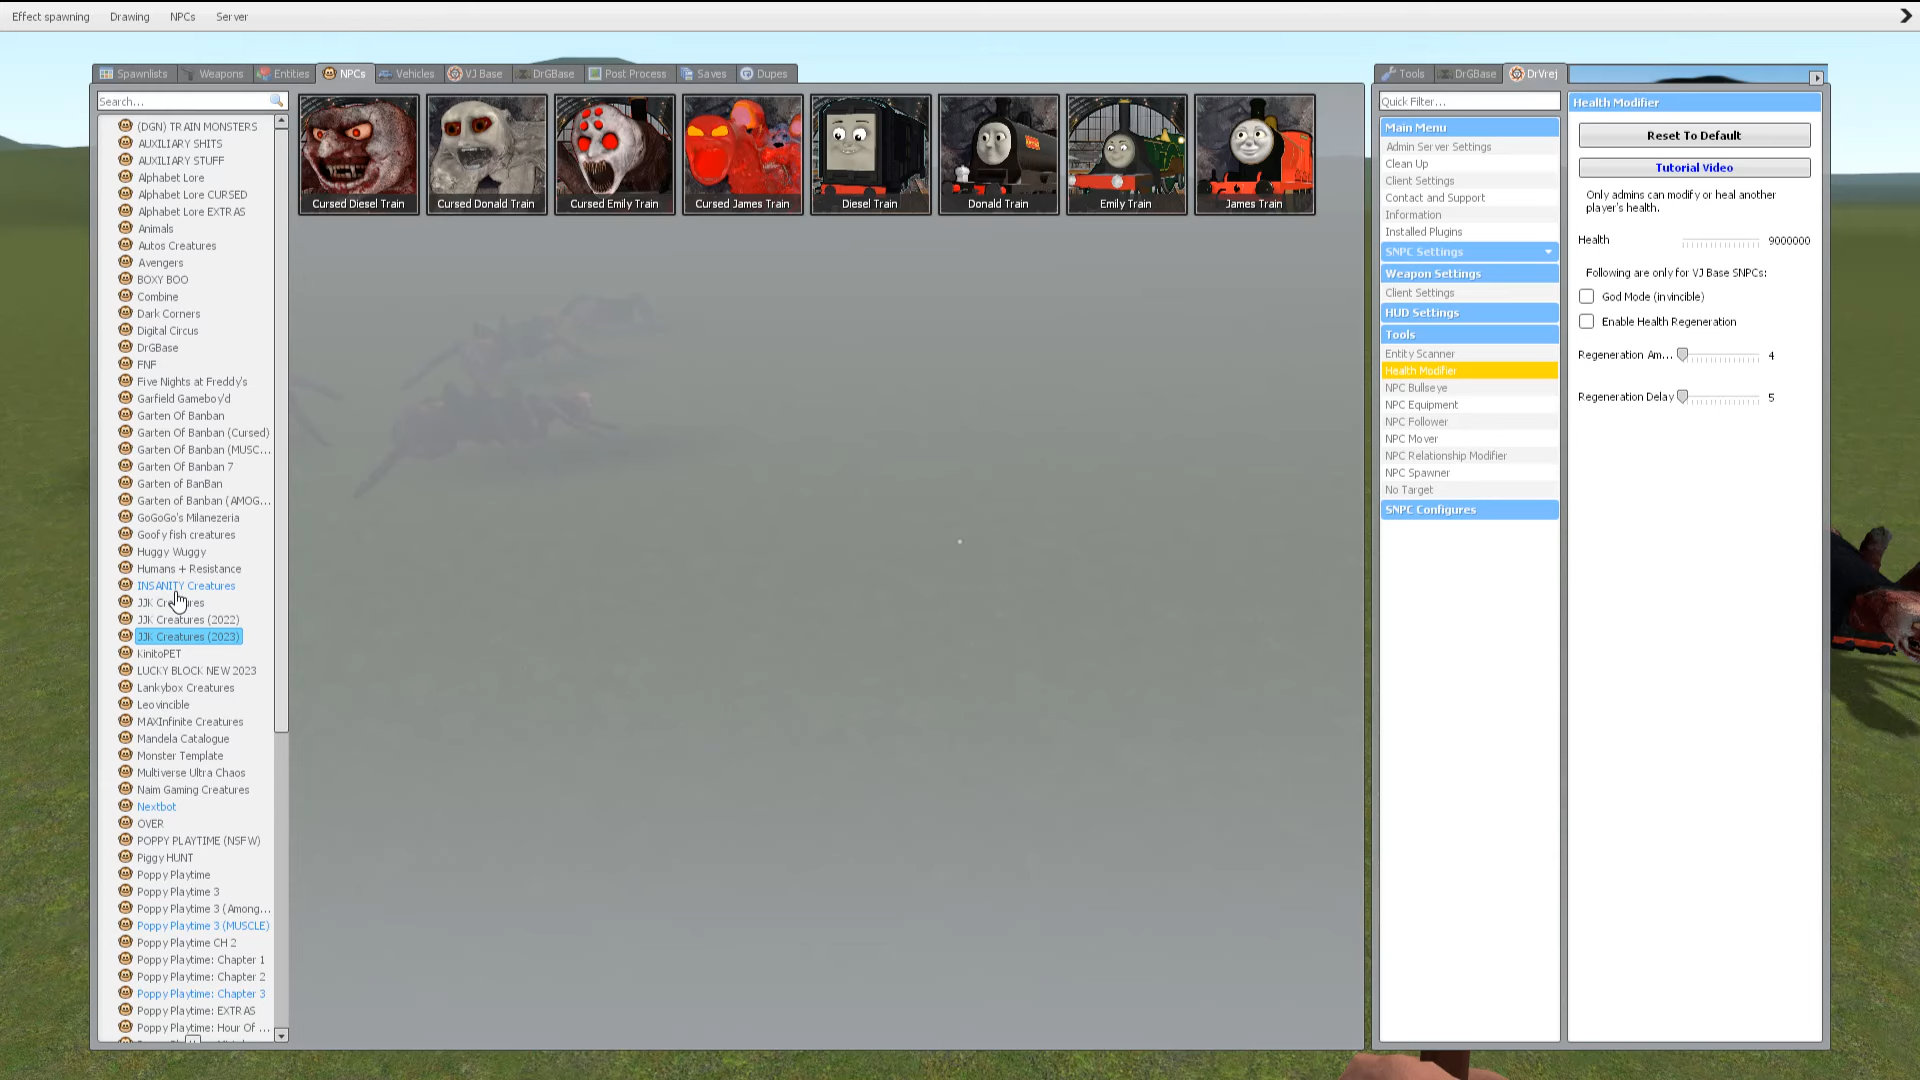 Effect spawning Drawing NPCs Server
Spawnlists Weapons Entities NPCs Vehicles VJ Base DrGBase Post Process Saves Dupes
Search...
(DGN) TRAIN MONSTERS
AUXILIARY SHITS
AUXILIARY STUFF
Alphabet Lore
Alphabet Lore CURSED
Alphabet Lore EXTRAS
Animals
Autos Creatures
Avengers
BOXY BOO
Combine
Dark Corners
Digital Circus
DrGBase
FNF
Five Nights at Freddy's
Garfield Gameboy'd
Garten Of Banban
Garten Of Banban (Cursed)
Garten Of Banban (MUSC...
Garten Of Banban 7
Garten of BanBan
Garten of Banban (AMOG...
GoGoGo's Milanezeria
Goofy fish creatures
Huggy Wuggy
Humans + Resistance
INSANITY Creatures
JJK Creatures
JJK Creatures (2022)
JJK Creatures (2023)
KinitoPET
LUCKY BLOCK NEW 2023
Lankybox Creatures
Leovincible
MAXInfinite Creatures
Mandela Catalogue
Monster Template
Multiverse Ultra Chaos
Naim Gaming Creatures
Nextbot
OVER
POPPY PLAYTIME (NSFW)
Piggy HUNT
Poppy Playtime
Poppy Playtime 3
Poppy Playtime 3 (Among...
Poppy Playtime 3 (MUSCLE)
Poppy Playtime CH 2
Poppy Playtime: Chapter 1
Poppy Playtime: Chapter 2
Poppy Playtime: Chapter 3
Poppy Playtime: EXTRAS
Poppy Playtime: Hour Of ...
Cursed Diesel Train Cursed Donald Train Cursed Emily Train Cursed James Train Diesel Train Donald Train Emily Train James Train
Tools DrGBase DrVrej
Quick Filter...
Main Menu
Admin Server Settings
Clean Up
Client Settings
Contact and Support
Information
Installed Plugins
SNPC Settings
Weapon Settings
Client Settings
HUD Settings
Tools
Entity Scanner
Health Modifier
NPC Bullseye
NPC Equipment
NPC Follower
NPC Mover
NPC Relationship Modifier
NPC Spawner
No Target
SNPC Configures
Health Modifier
Reset To Default
Tutorial Video
Only admins can modify or heal another
player's health.
Health 9000000
Following are only for VJ Base SNPCs:
God Mode (invincible)
Enable Health Regeneration
Regeneration Am... 4
Regeneration Delay 5